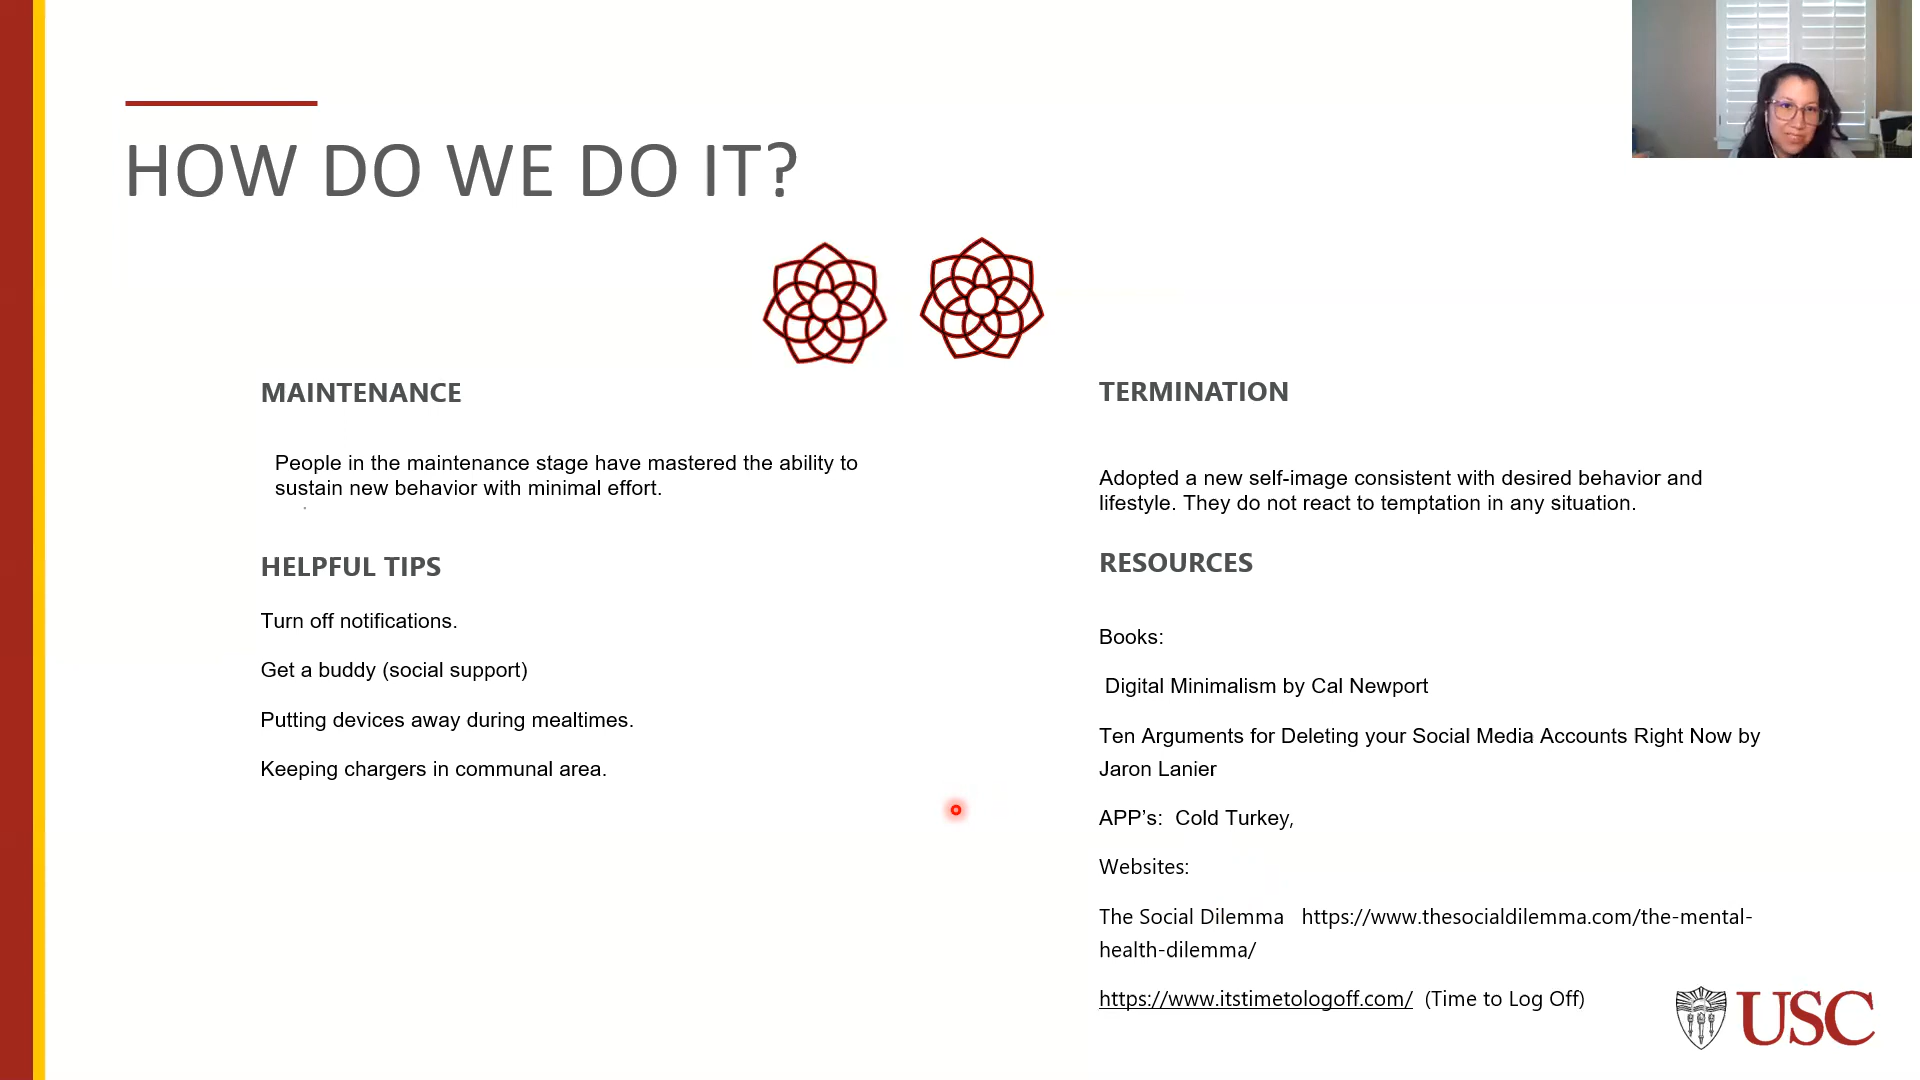 HOW DO WE DO IT?
MAINTENANCE
People in the maintenance stage have mastered the ability to
sustain new behavior with minimal effort.
HELPFUL TIPS
Turn off notifications.
Get a buddy (social support)
Putting devices away during mealtimes.
Keeping chargers in communal area.
TERMINATION
Adopted a new self-image consistent with desired behavior and
lifestyle. They do not react to temptation in any situation.
RESOURCES
Books:
Digital Minimalism by Cal Newport
Ten Arguments for Deleting your Social Media Accounts Right Now by
Jaron Lanier
APP’s:  Cold Turkey,
Websites:
The Social Dilemma   https://www.thesocialdilemma.com/the-mental-
health-dilemma/
https://www.itstimetologoff.com/  (Time to Log Off)
USC